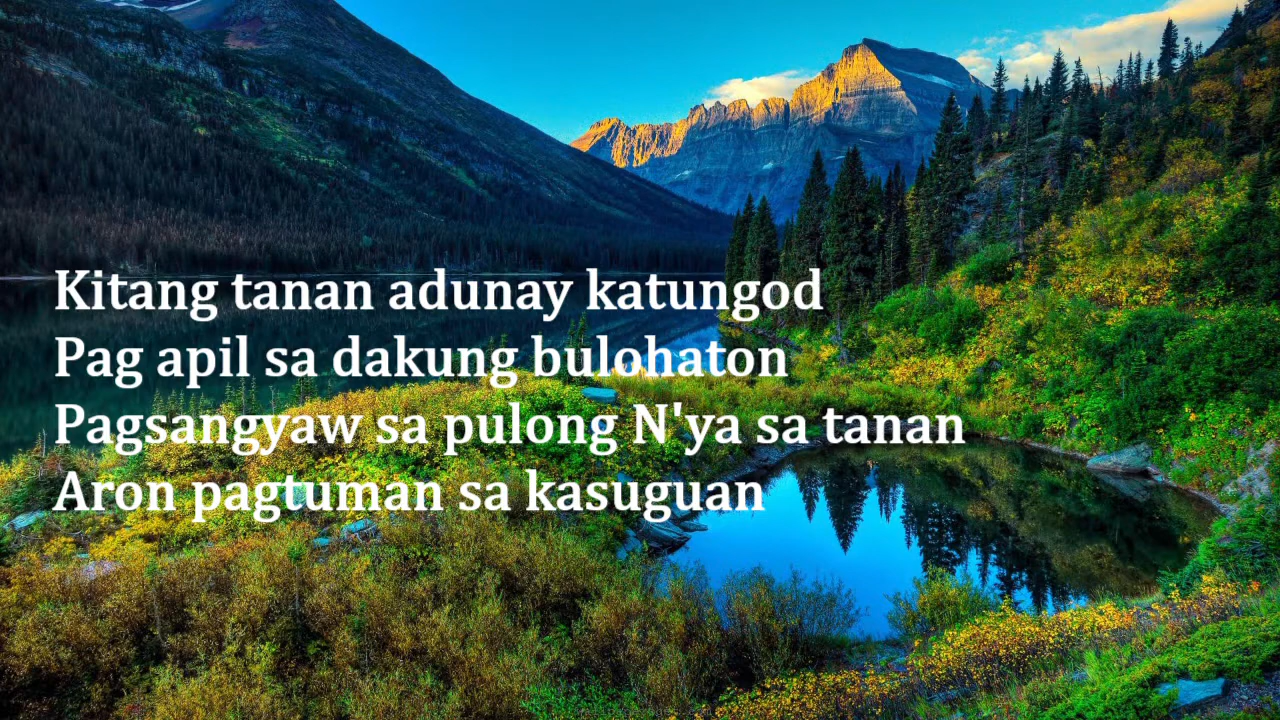 Kitang tanan adunay katungod
Pag apil sa dakung bulohaton
Pagsangyaw sa pulong N'ya sa tanan
Aron pagtuman sa kasuguan